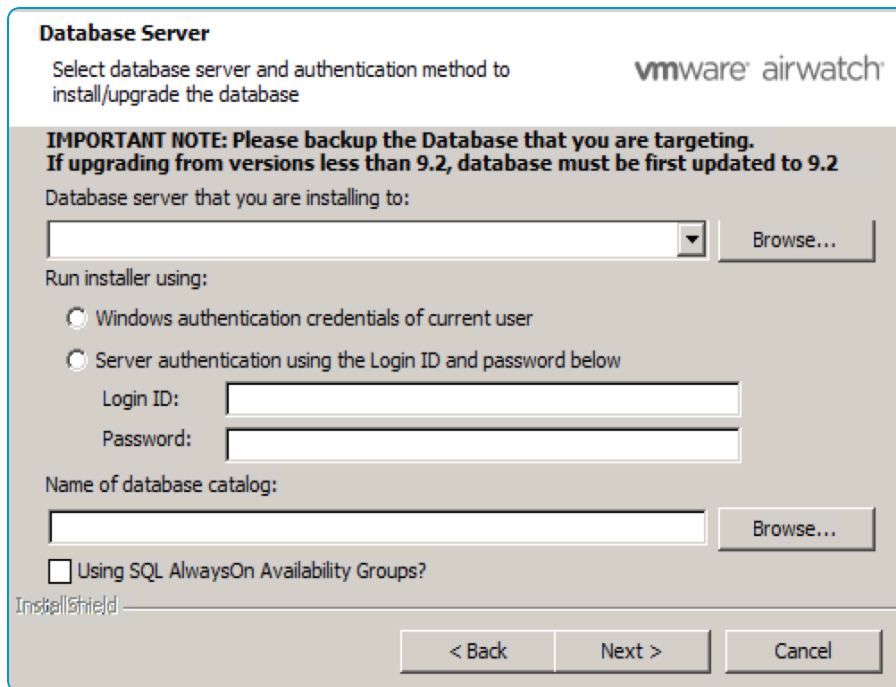 Database Server
Select database server and authentication method to
install/upgrade the database
vmware airwatch
IMPORTANT NOTE: Please backup the Database that you are targeting.
If upgrading from versions less than 9.2, database must be first updated to 9.2
Database server that you are installing to:
Browse...
Run installer using:
Windows authentication credentials of current user
Server authentication using the Login ID and password below
Login ID:
Password:
Name of database catalog:
Browse...
Using SQL AlwaysOn Availability Groups?
InstallShield
< Back
Next >
Cancel